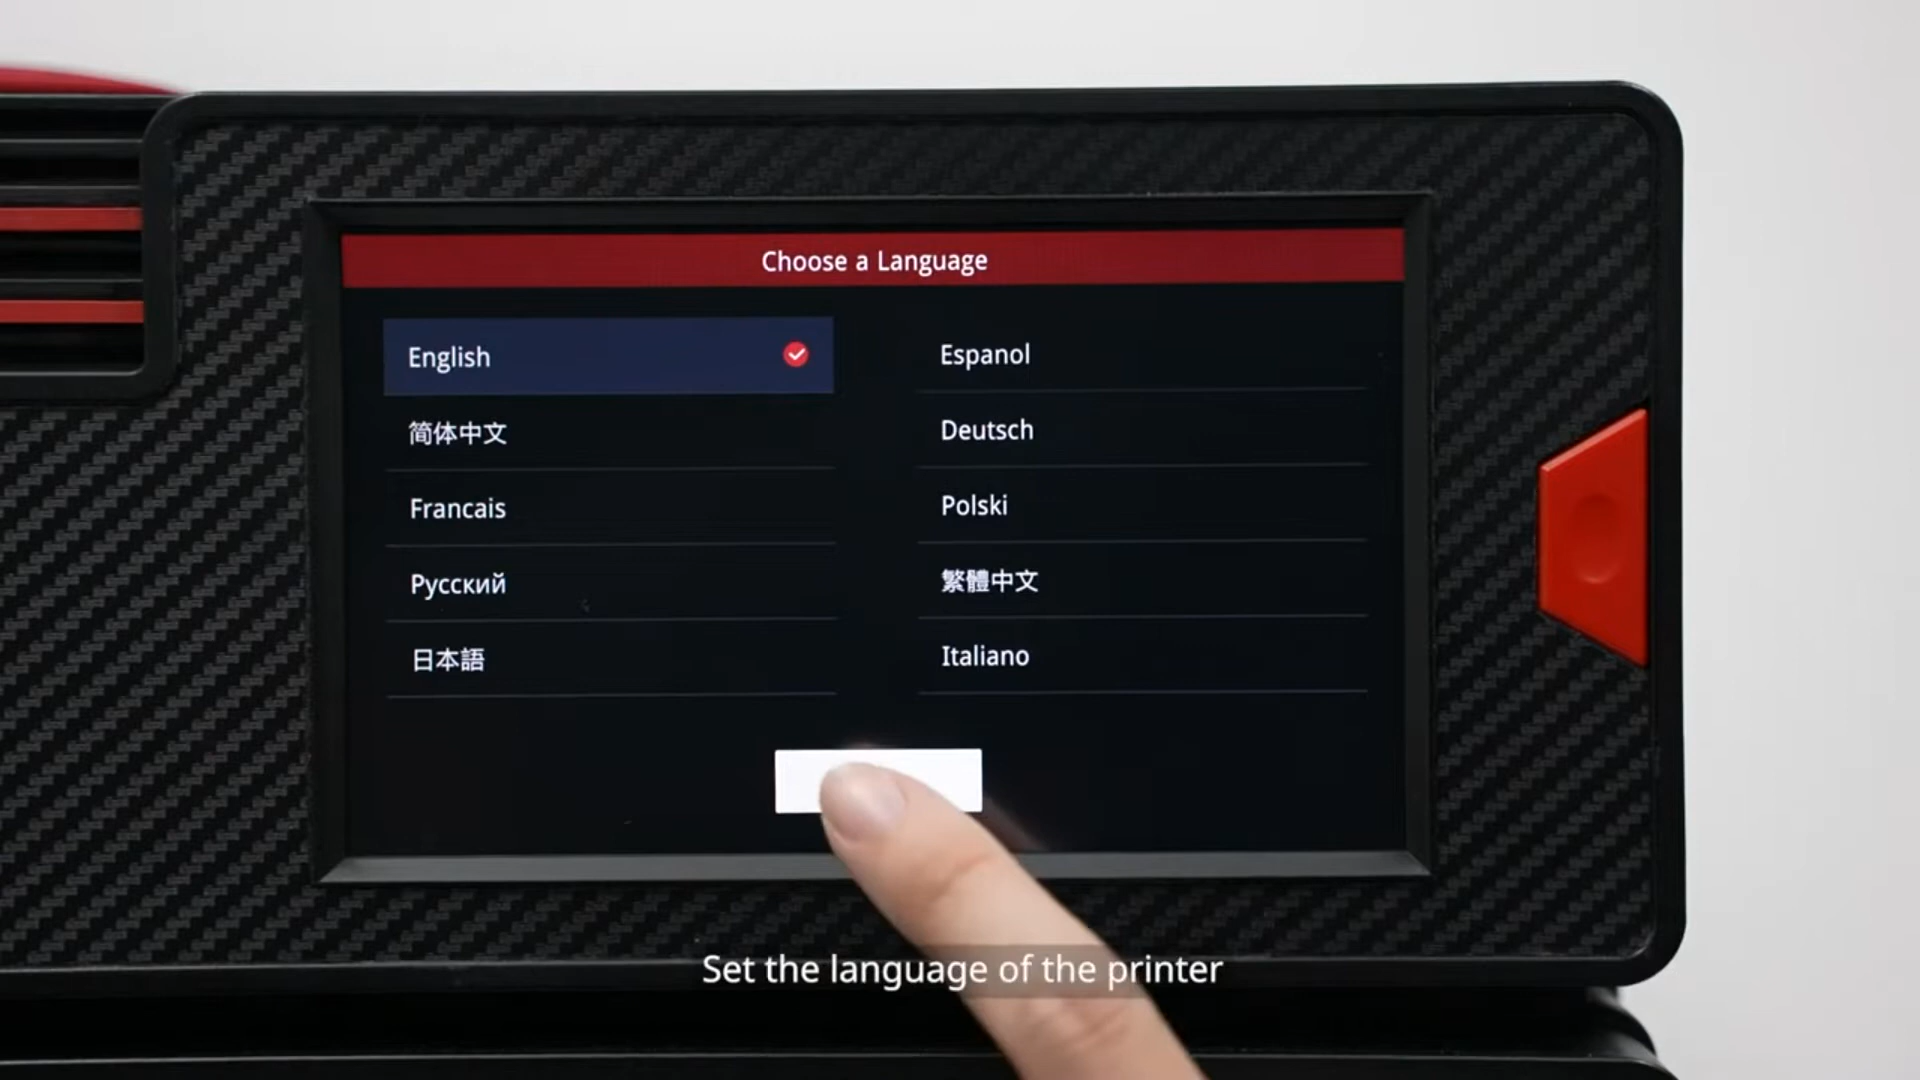 Choose a Language
English
Espanol
简体中文
Deutsch
Francais
Polski
Русский
繁體中文
日本語
Italiano
Set the language of the printer